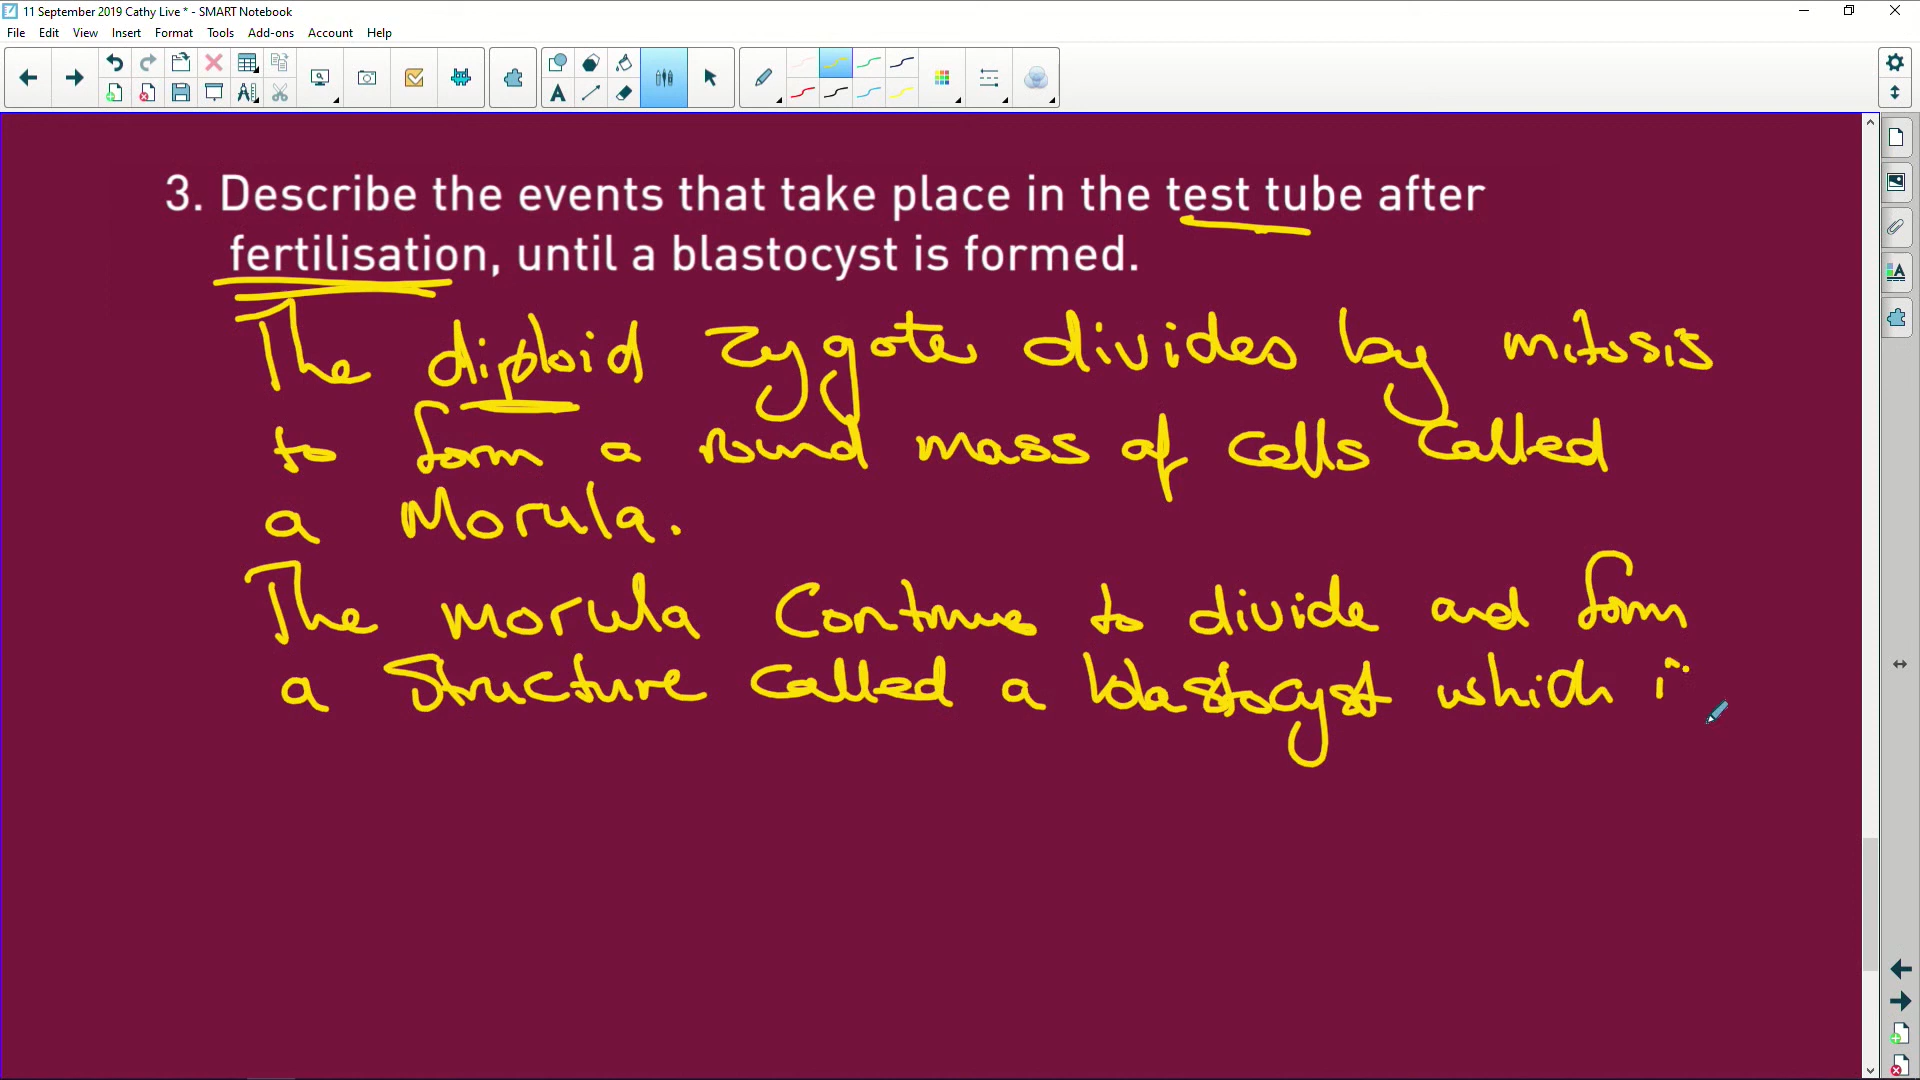 11 September 2019 Cathy Live * - SMART Notebook
File Edit View Insert Format Tools Add-ons Account Help
3. Describe the events that take place in the test tube after
fertilisation, until a blastocyst is formed.
The diploid zygote divides by mitosis
to form a round mass of cells called
a Morula.
The morula continue to divide and form
a structure called a blastocyst which i